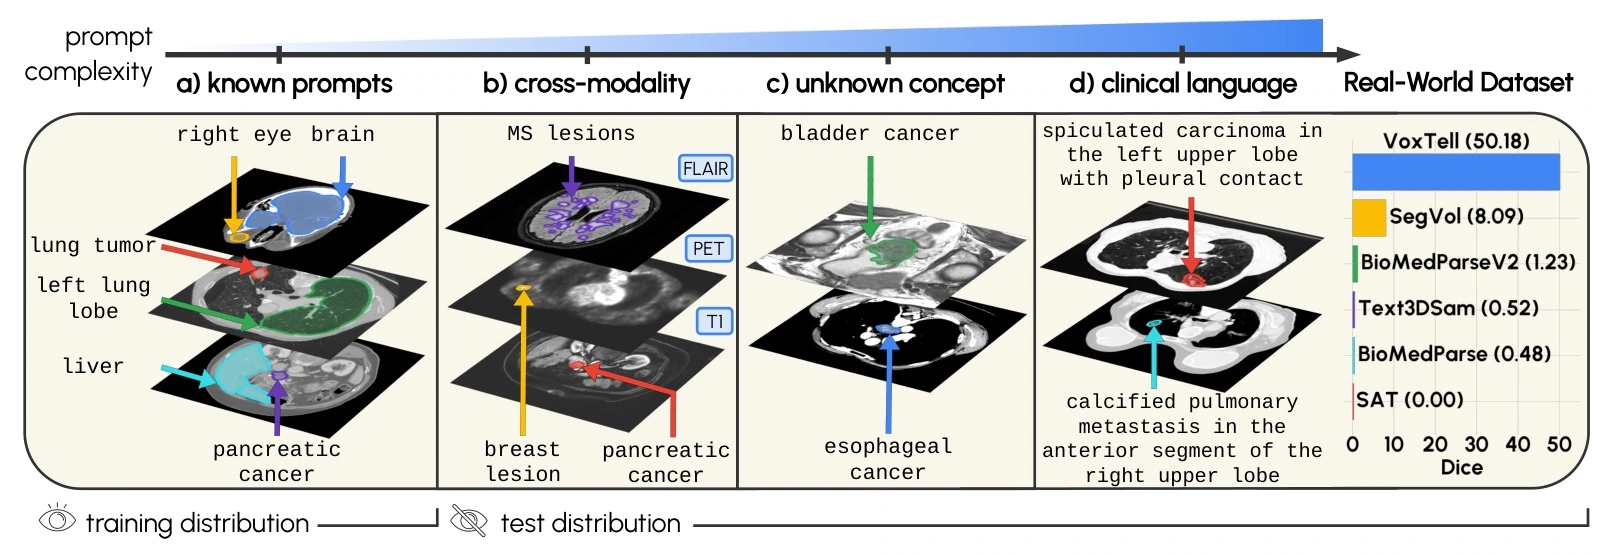 prompt
complexity
a) known prompts
b) cross-modality
c) unknown concept
d) clinical language
Real-World Dataset
right eye
brain
lung tumor
left lung
lobe
liver
pancreatic
cancer
MS lesions
FLAIR
PET
T1
breast
lesion
pancreatic
cancer
bladder cancer
esophageal
cancer
spiculated carcinoma in
the left upper lobe
with pleural contact
calcified pulmonary
metastasis in the
anterior segment of the
right upper lobe
VoxTell (50.18)
SegVol (8.09)
BioMedParseV2 (1.23)
Text3DSam (0.52)
BioMedParse (0.48)
SAT (0.00)
0 10 20 30 40 50
Dice
training distribution
test distribution